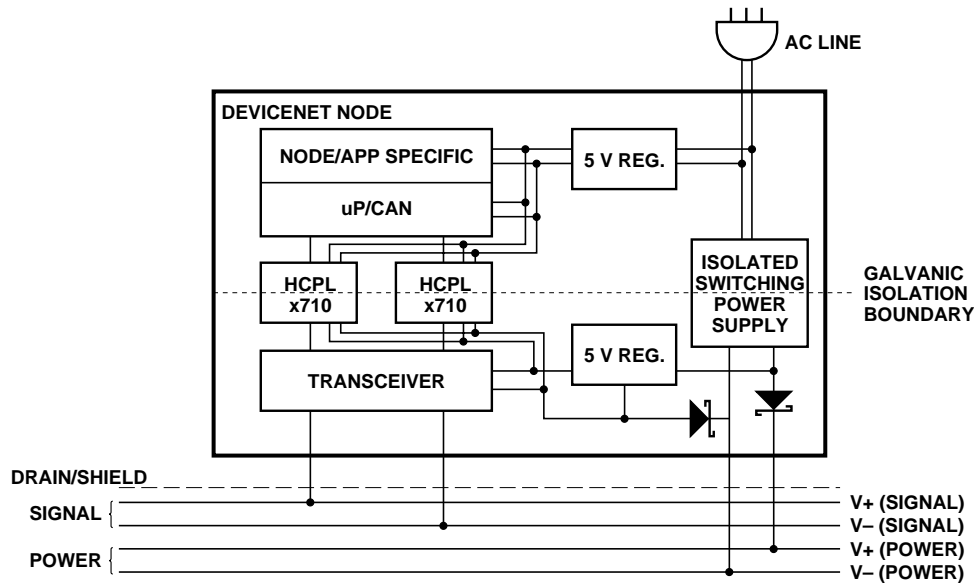 AC LINE
DEVICENET NODE
NODE/APP SPECIFIC
5 V REG.
uP/CAN
HCPL
x710
HCPL
x710
ISOLATED
SWITCHING
POWER
SUPPLY
GALVANIC
ISOLATION
BOUNDARY
5 V REG.
TRANSCEIVER
DRAIN/SHIELD
SIGNAL
V+ (SIGNAL)
V– (SIGNAL)
POWER
V+ (POWER)
V– (POWER)